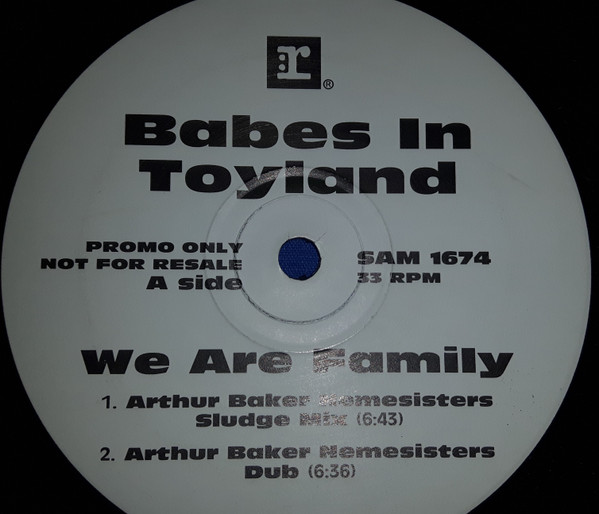 r®
Babes In
Toyland
PROMO ONLY
NOT FOR RESALE
A side
SAM 1674
33 RPM
We Are Family
1. Arthur Baker Nemesisters
Sludge Mix (6:43)
2. Arthur Baker Nemesisters
Dub (6:36)